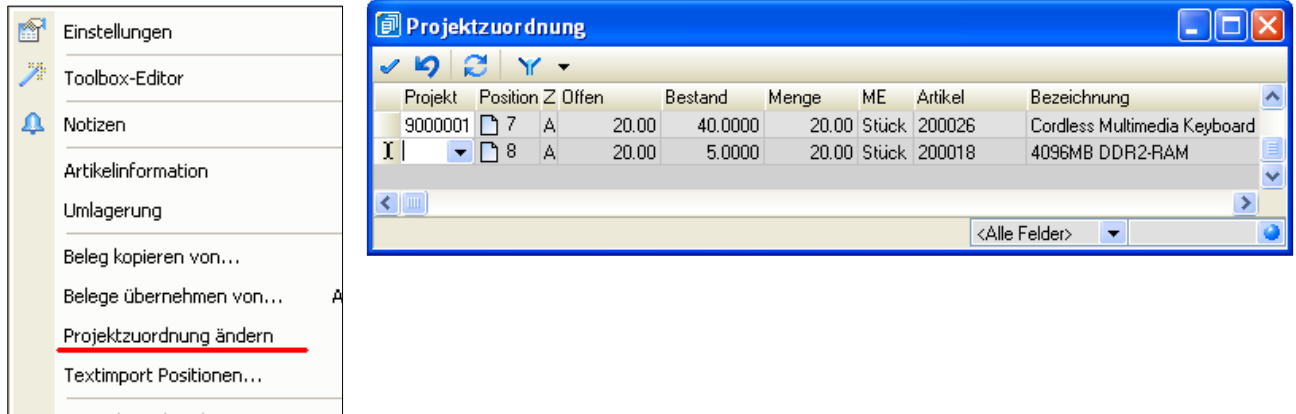 Einstellungen
Toolbox-Editor
Notizen
Artikelinformation
Umlagerung
Beleg kopieren von...
Belege übernehmen von... A
Projektzuordnung ändern
Textimport Positionen...
Projektzuordnung
Projekt Position Z Offen Bestand Menge ME Artikel Bezeichnung
9000001 7 A 20.00 40.0000 20.00 Stück 200026 Cordless Multimedia Keyboard
8 A 20.00 5.0000 20.00 Stück 200018 4096MB DDR2-RAM
<Alle Felder>